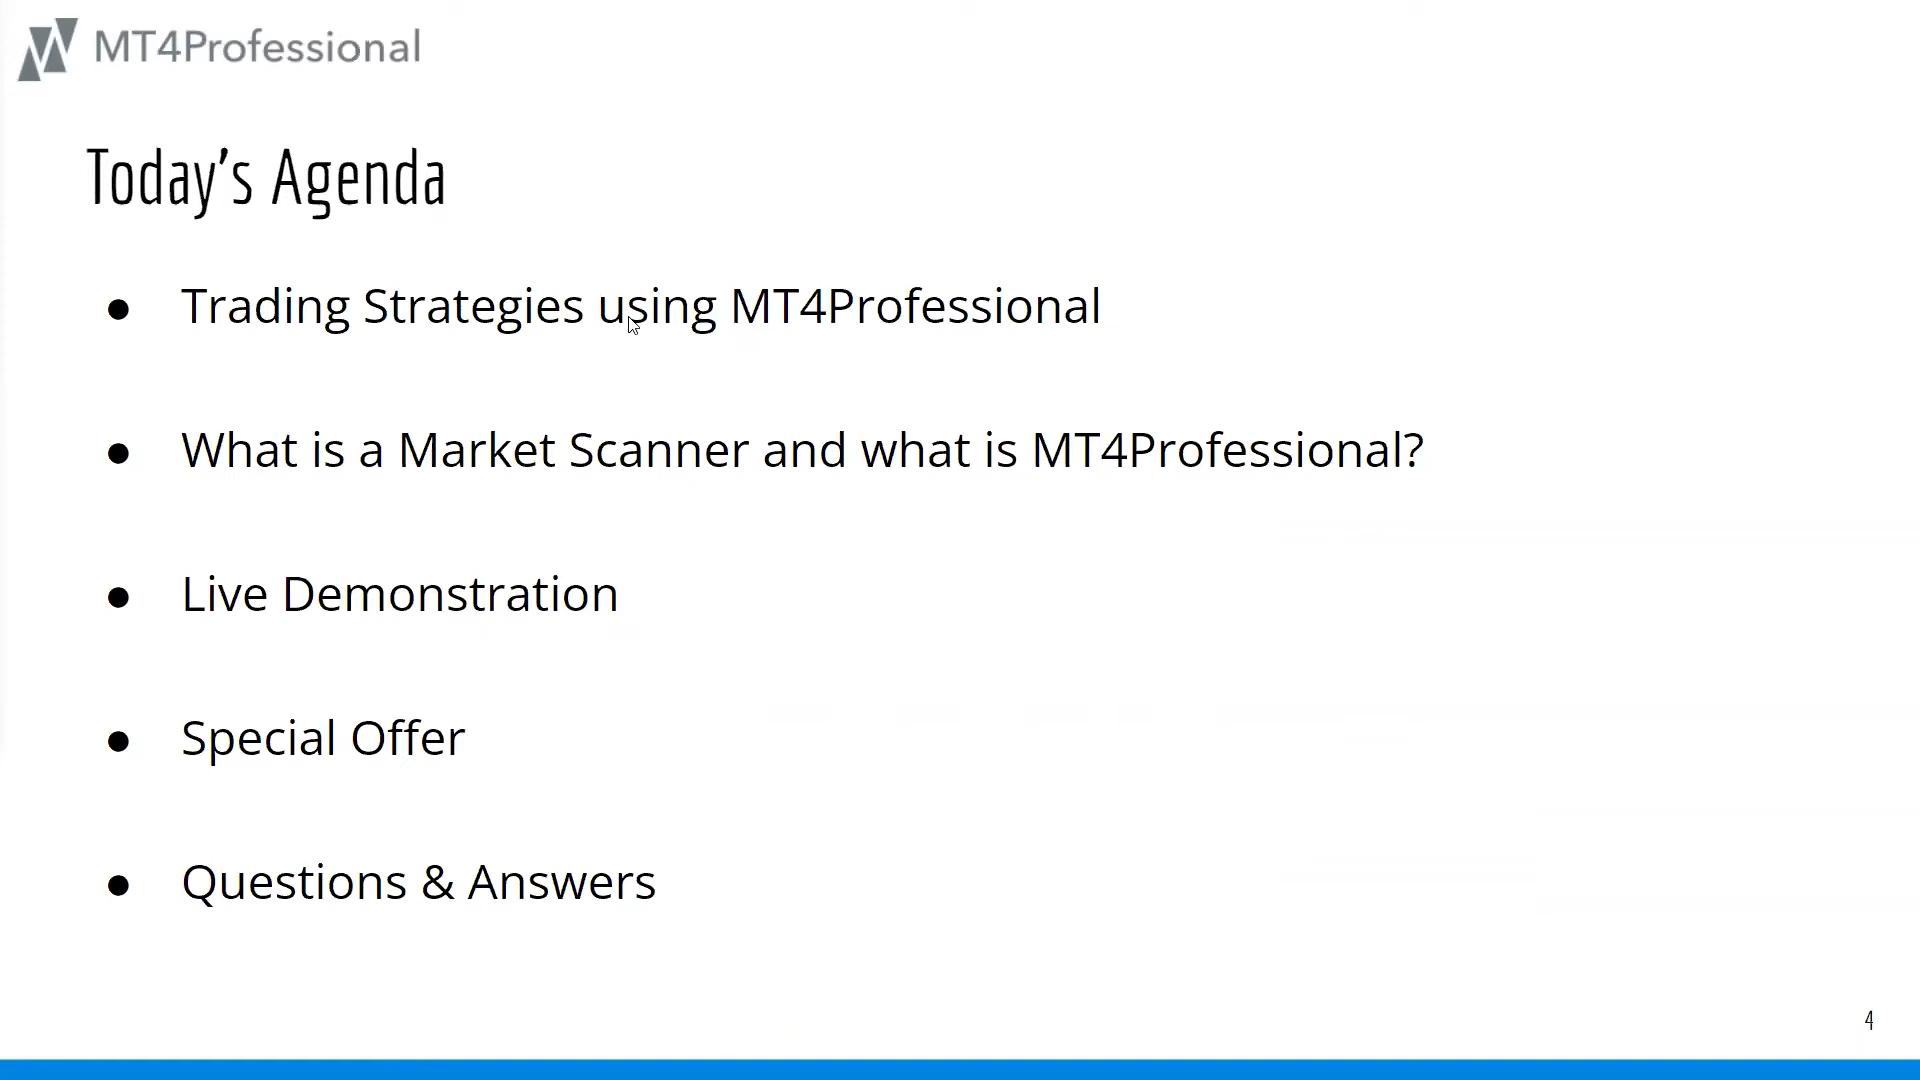 MT4Professional
Today's Agenda
● Trading Strategies using MT4Professional
● What is a Market Scanner and what is MT4Professional?
● Live Demonstration
● Special Offer
● Questions & Answers
4